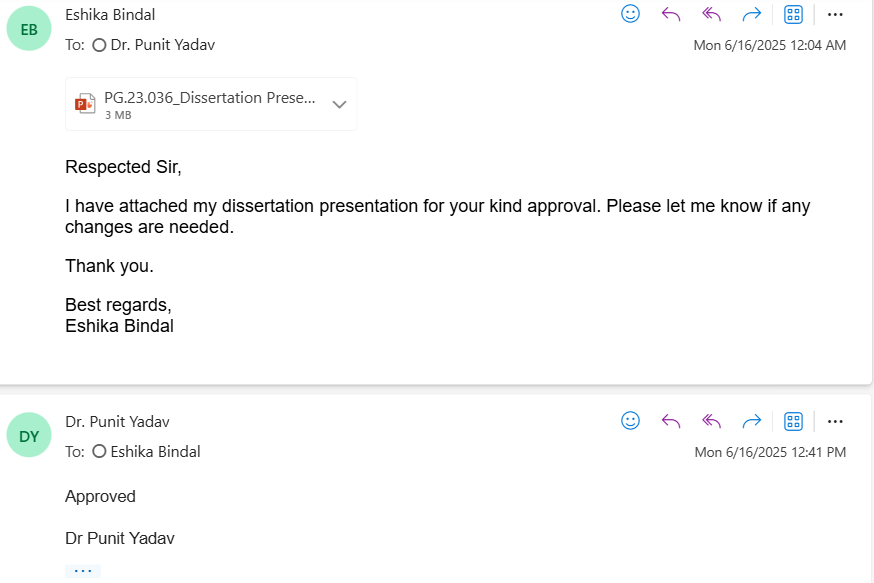 EB
Eshika Bindal
To: Dr. Punit Yadav
Mon 6/16/2025 12:04 AM
PG.23.036_Dissertation Prese...
3 MB
Respected Sir,
I have attached my dissertation presentation for your kind approval. Please let me know if any
changes are needed.
Thank you.
Best regards,
Eshika Bindal
DY
Dr. Punit Yadav
To: Eshika Bindal
Mon 6/16/2025 12:41 PM
Approved
Dr Punit Yadav